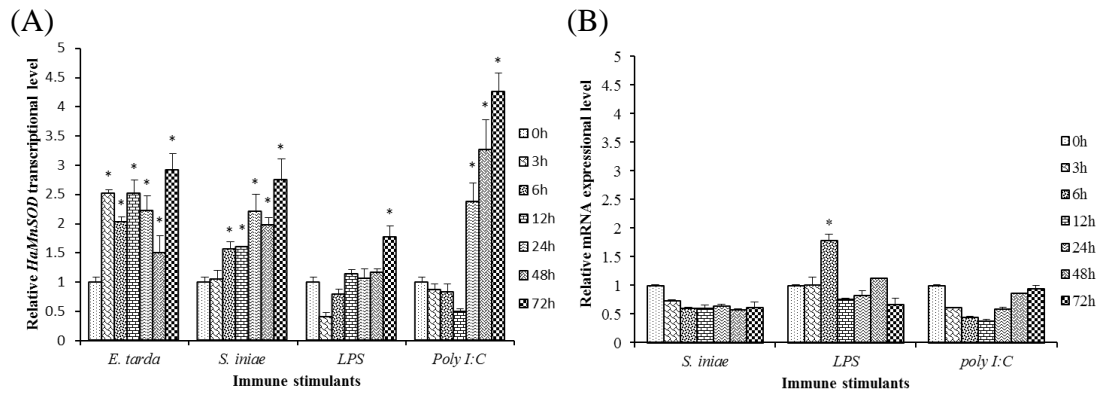 (A)
Relative HaMnSOD transcriptional level
5
4.5
4
3.5
3
2.5
2
1.5
1
0.5
0
* * * * * *
* * * * *
*
* * *
E. tarda S. iniae LPS Poly I:C
Immune stimulants
0h
3h
6h
12h
24h
48h
72h
(B)
Relative mRNA expressional level
5
4.5
4
3.5
3
2.5
2
1.5
1
0.5
0
*
S. iniae LPS poly I:C
Immune stimulants
0h
3h
6h
12h
24h
48h
72h